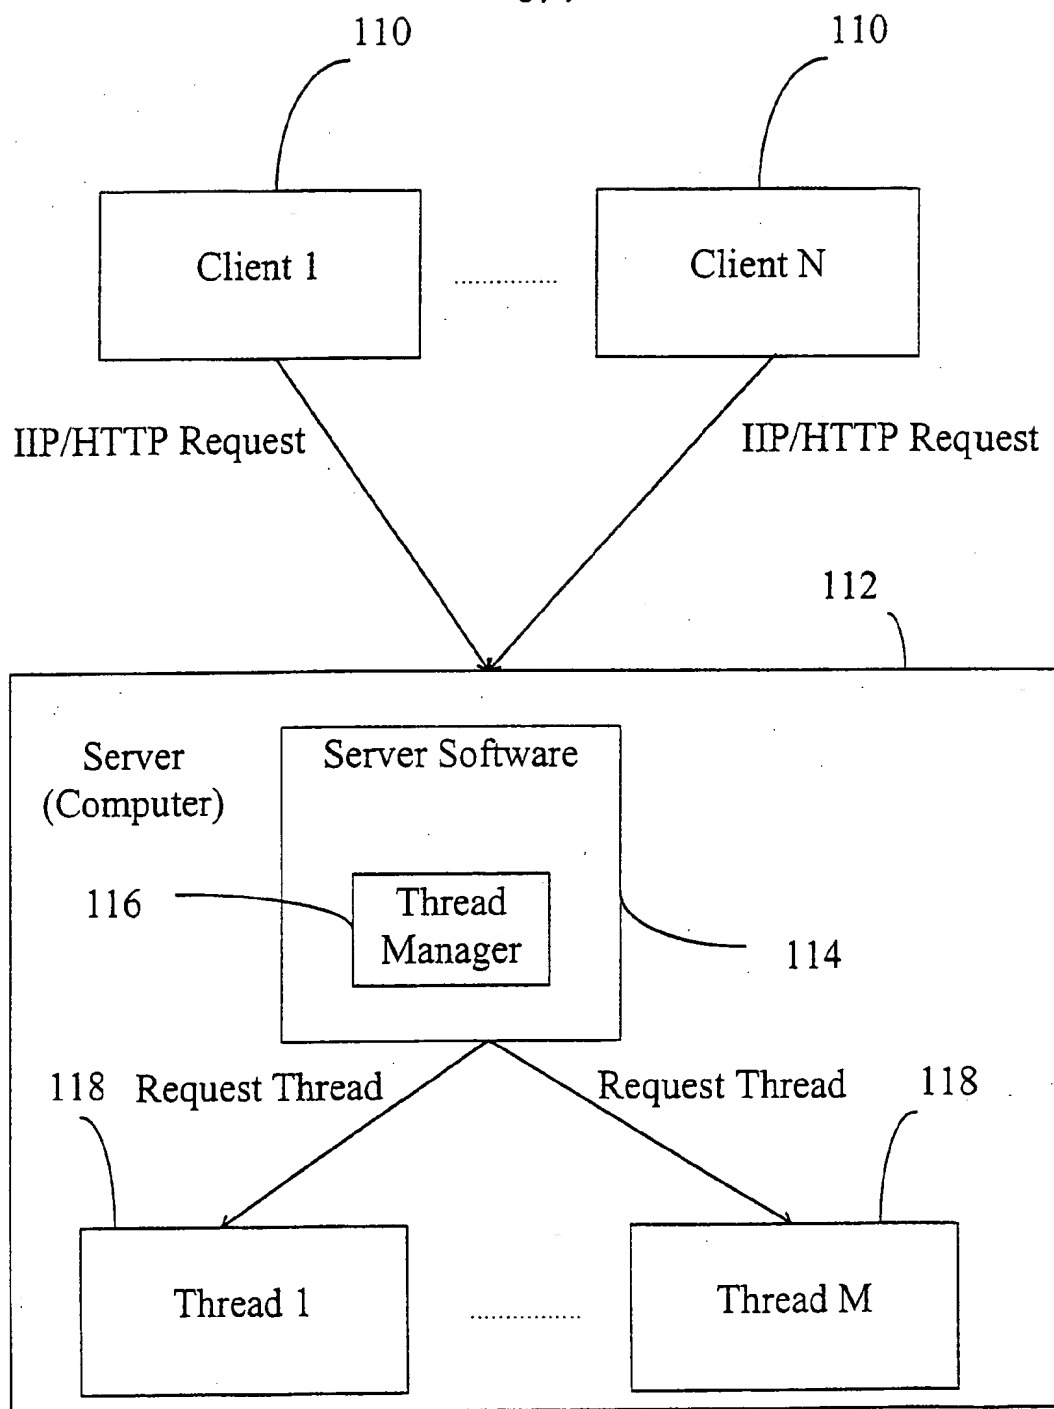 110
110
Client 1
Client N
IIP/HTTP Request
IIP/HTTP Request
112
Server
(Computer)
Server Software
116
Thread
Manager
114
118
Request Thread
Request Thread
118
Thread 1
Thread M